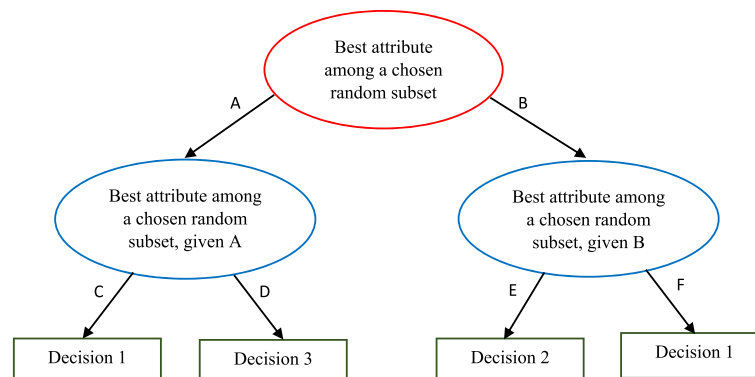 Best attribute
among a chosen
random subset
A
B
Best attribute among
a chosen random
subset, given A
Best attribute among
a chosen random
subset, given B
C
D
E
F
Decision 1
Decision 3
Decision 2
Decision 1